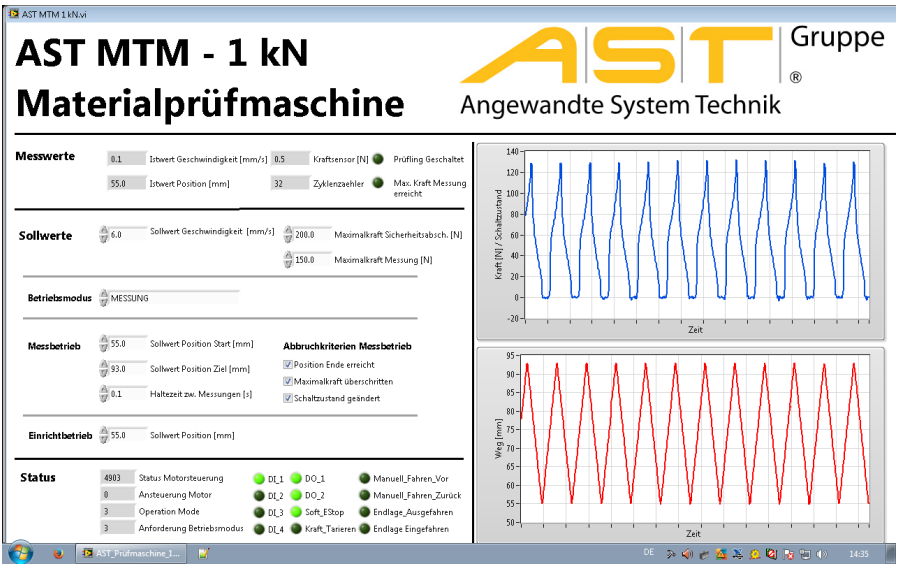 AST MTM 1 kN.vi
AST MTM - 1 kN
Materialprüfmaschine
AST Gruppe
®
Angewandte System Technik
Messwerte
0.1 Istwert Geschwindigkeit [mm/s] 0.5 Kraftsensor [N] Prüfling Geschaltet
55.0 Istwert Position [mm] 32 Zyklenzaehler Max. Kraft Messung
erreicht
Sollwerte
6.0 Sollwert Geschwindigkeit [mm/s] 200.0 Maximalkraft Sicherheitsabsch. [N]
150.0 Maximalkraft Messung [N]
Betriebsmodus MESSUNG
Messbetrieb 55.0 Sollwert Position Start [mm] Abbruchkriterien Messbetrieb
93.0 Sollwert Position Ziel [mm] Position Ende erreicht
0.1 Haltezeit zw. Messungen [s] Maximalkraft überschritten
Schaltzustand geändert
Einrichtbetrieb 55.0 Sollwert Position [mm]
Status
4903 Status Motorsteuerung DI_1 DO_1 Manuell_Fahren_Vor
0 Ansteuerung Motor DI_2 DO_2 Manuell_Fahren_Zurück
3 Operation Mode DI_3 Soft_EStop Endlage_Ausgefahren
3 Anforderung Betriebsmodus DI_4 Kraft_Tarieren Endlage Eingefahren
Kraft [N] / Schaltzustand
140
120
100
80
60
40
20
0
-20
Zeit
Weg [mm]
95
90
85
80
75
70
65
60
55
50
Zeit
AST_Prüfmaschine_1...
DE
14:35